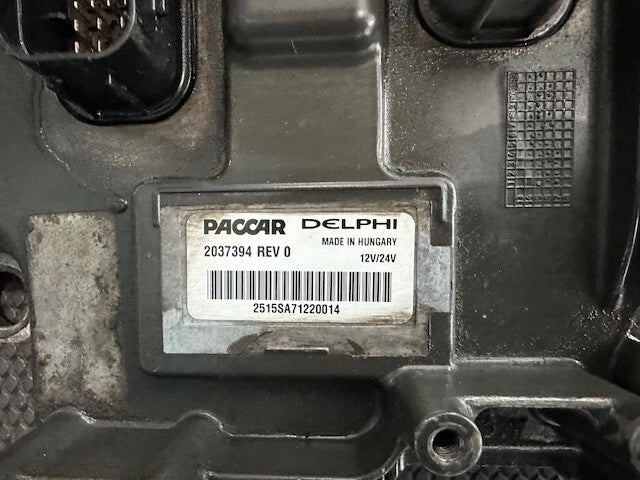 PACCAR DELPHI
MADE IN HUNGARY
2037394 REV 0
12V/24V
2515SA71220014